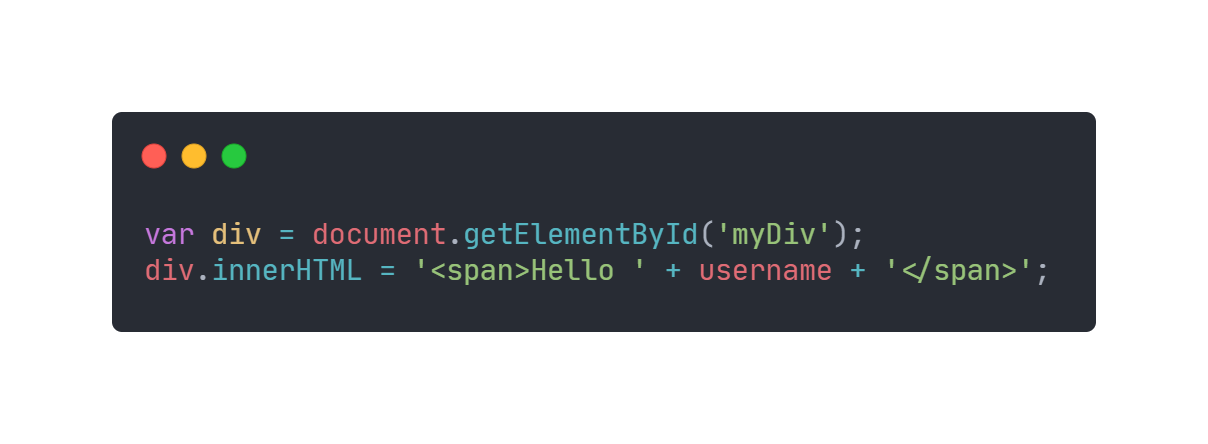 var div = document.getElementById('myDiv');
div.innerHTML = '<span>Hello ' + username + '</span>';